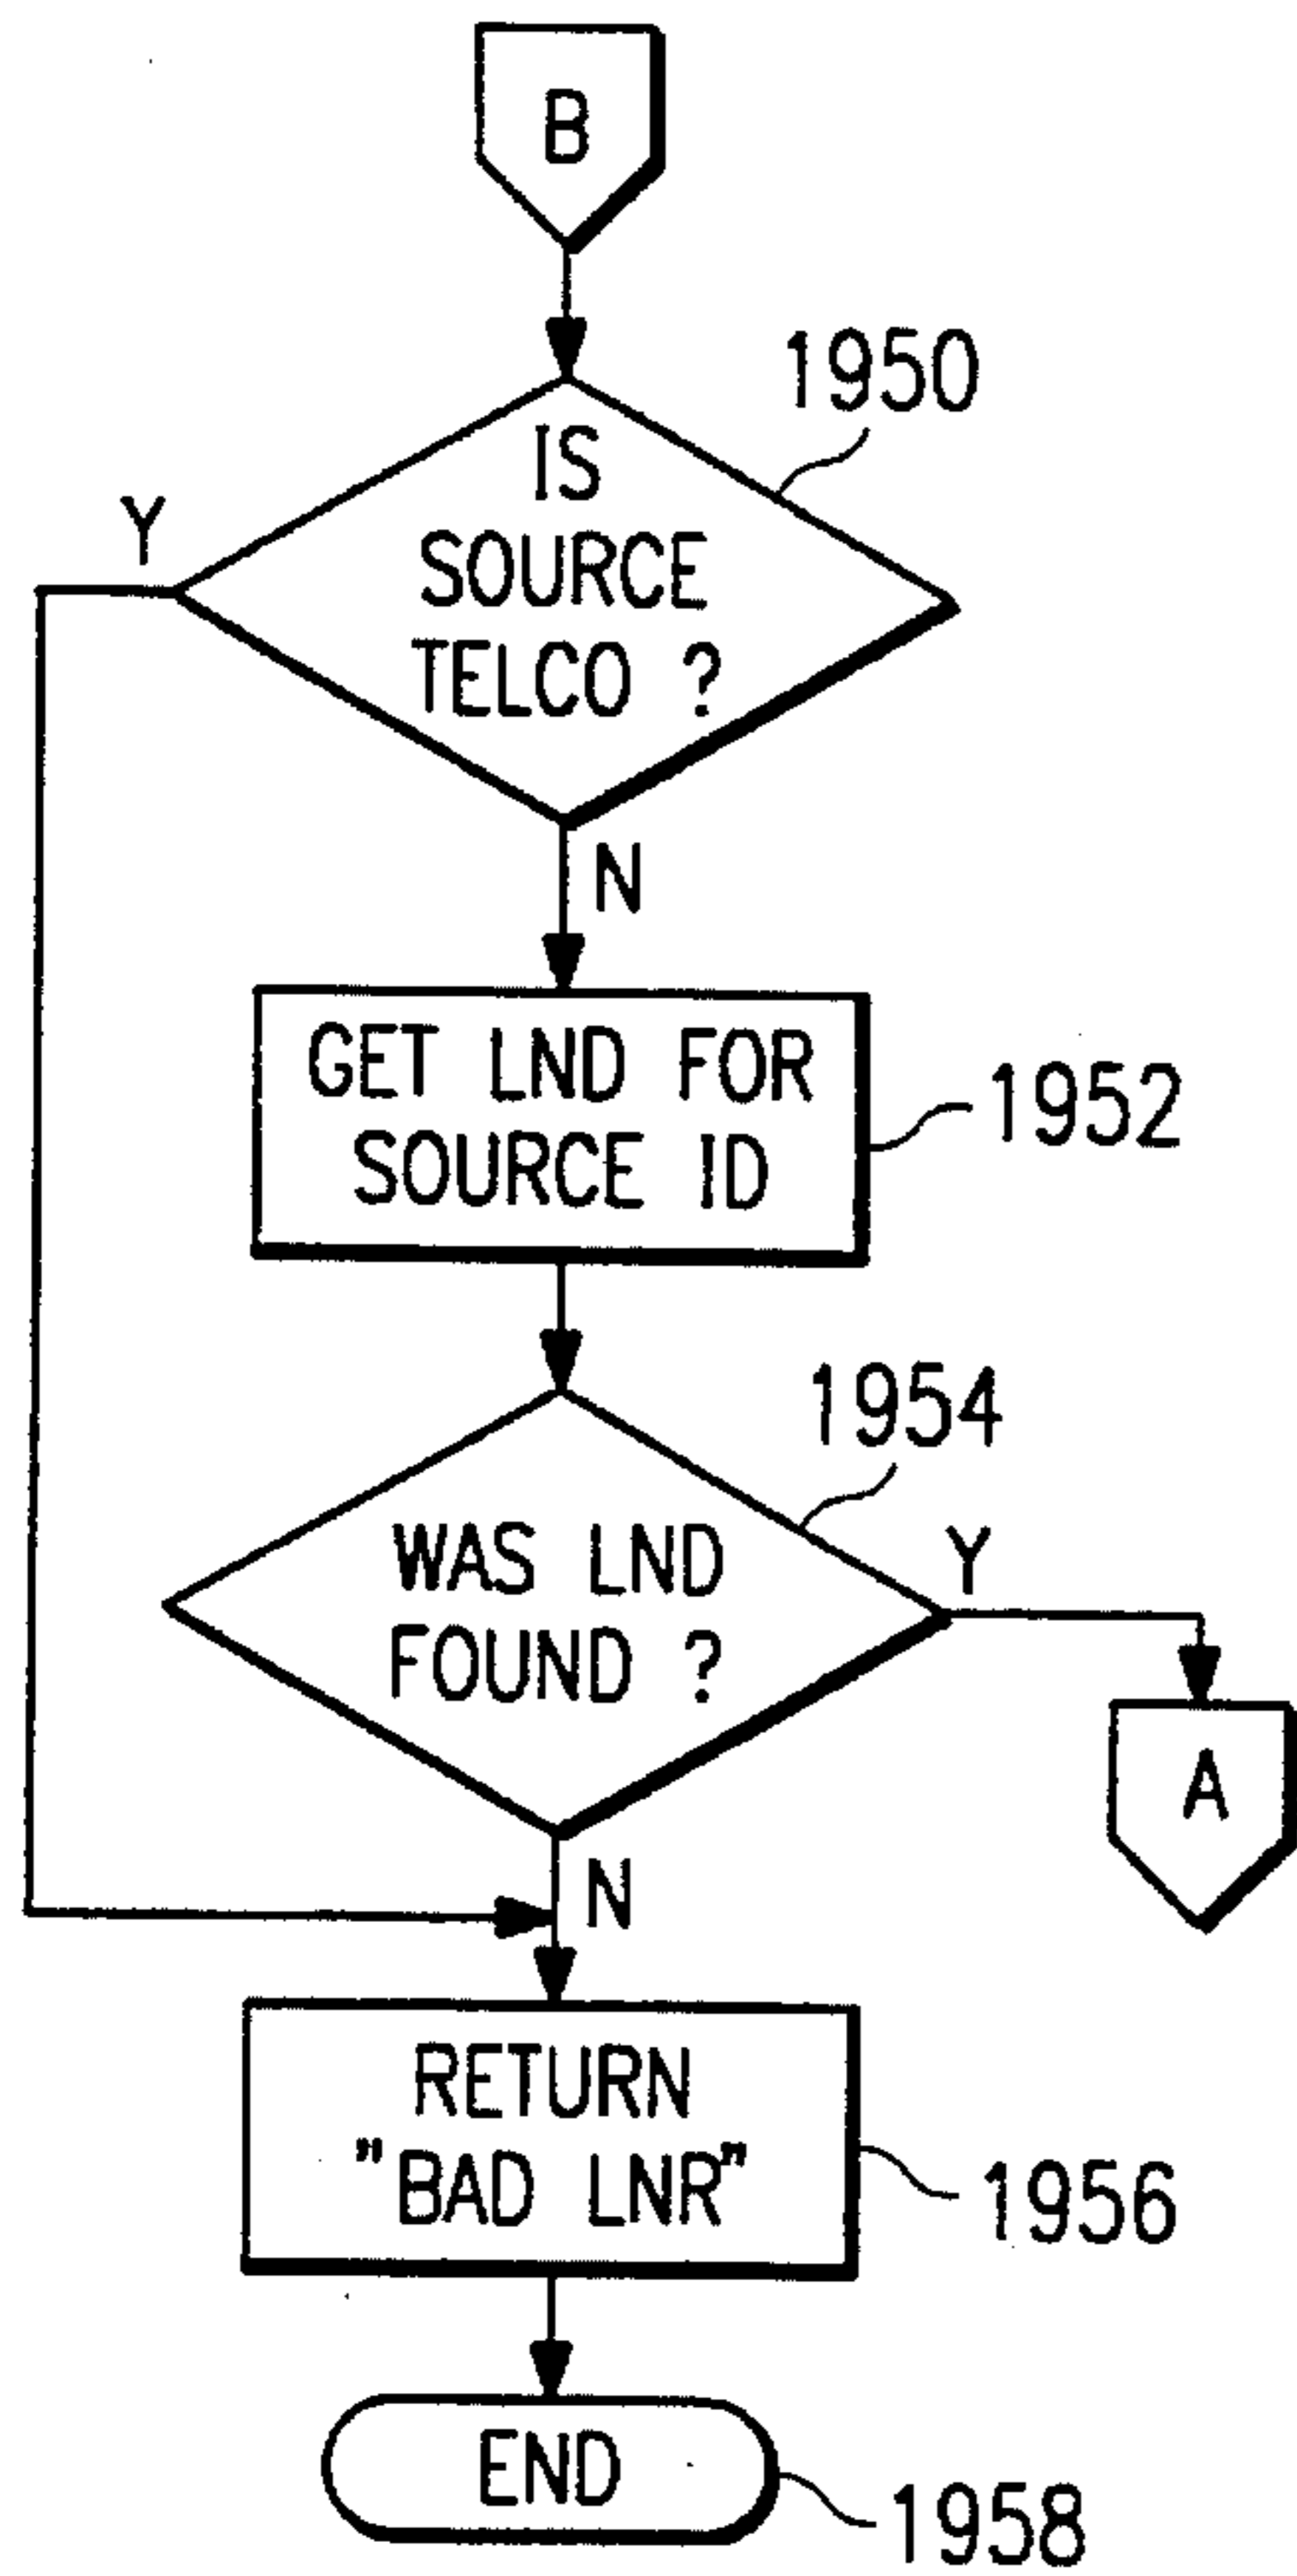 B
1950
IS
SOURCE
TELCO ?
Y
N
GET LND FOR
SOURCE ID
1952
1954
WAS LND
FOUND ?
Y
A
N
RETURN
"BAD LNR"
1956
END
1958